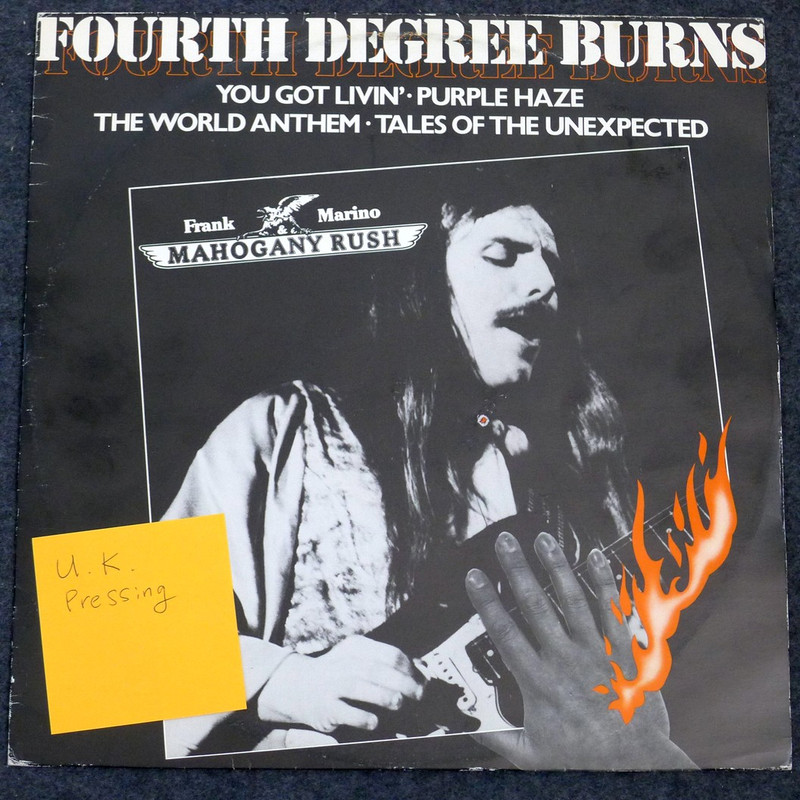 FOURTH DEGREE BURNS
YOU GOT LIVIN'· PURPLE HAZE
THE WORLD ANTHEM · TALES OF THE UNEXPECTED
Frank & Marino
MAHOGANY RUSH
U.K.
Pressing